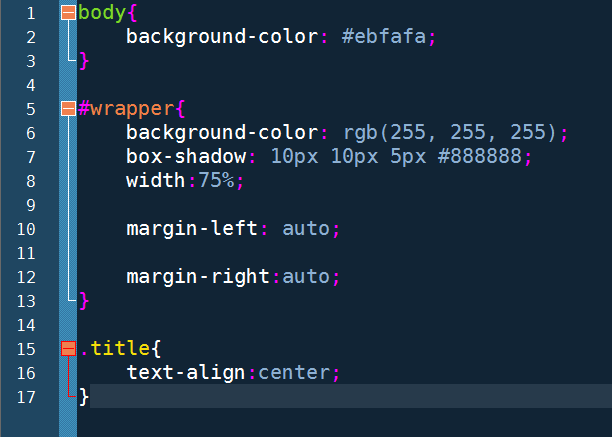 1 body{
2     background-color: #ebfafa;
3 }
4
5 #wrapper{
6     background-color: rgb(255, 255, 255);
7     box-shadow: 10px 10px 5px #888888;
8     width:75%;
9
10     margin-left: auto;
11
12     margin-right:auto;
13 }
14
15 .title{
16     text-align:center;
17 }